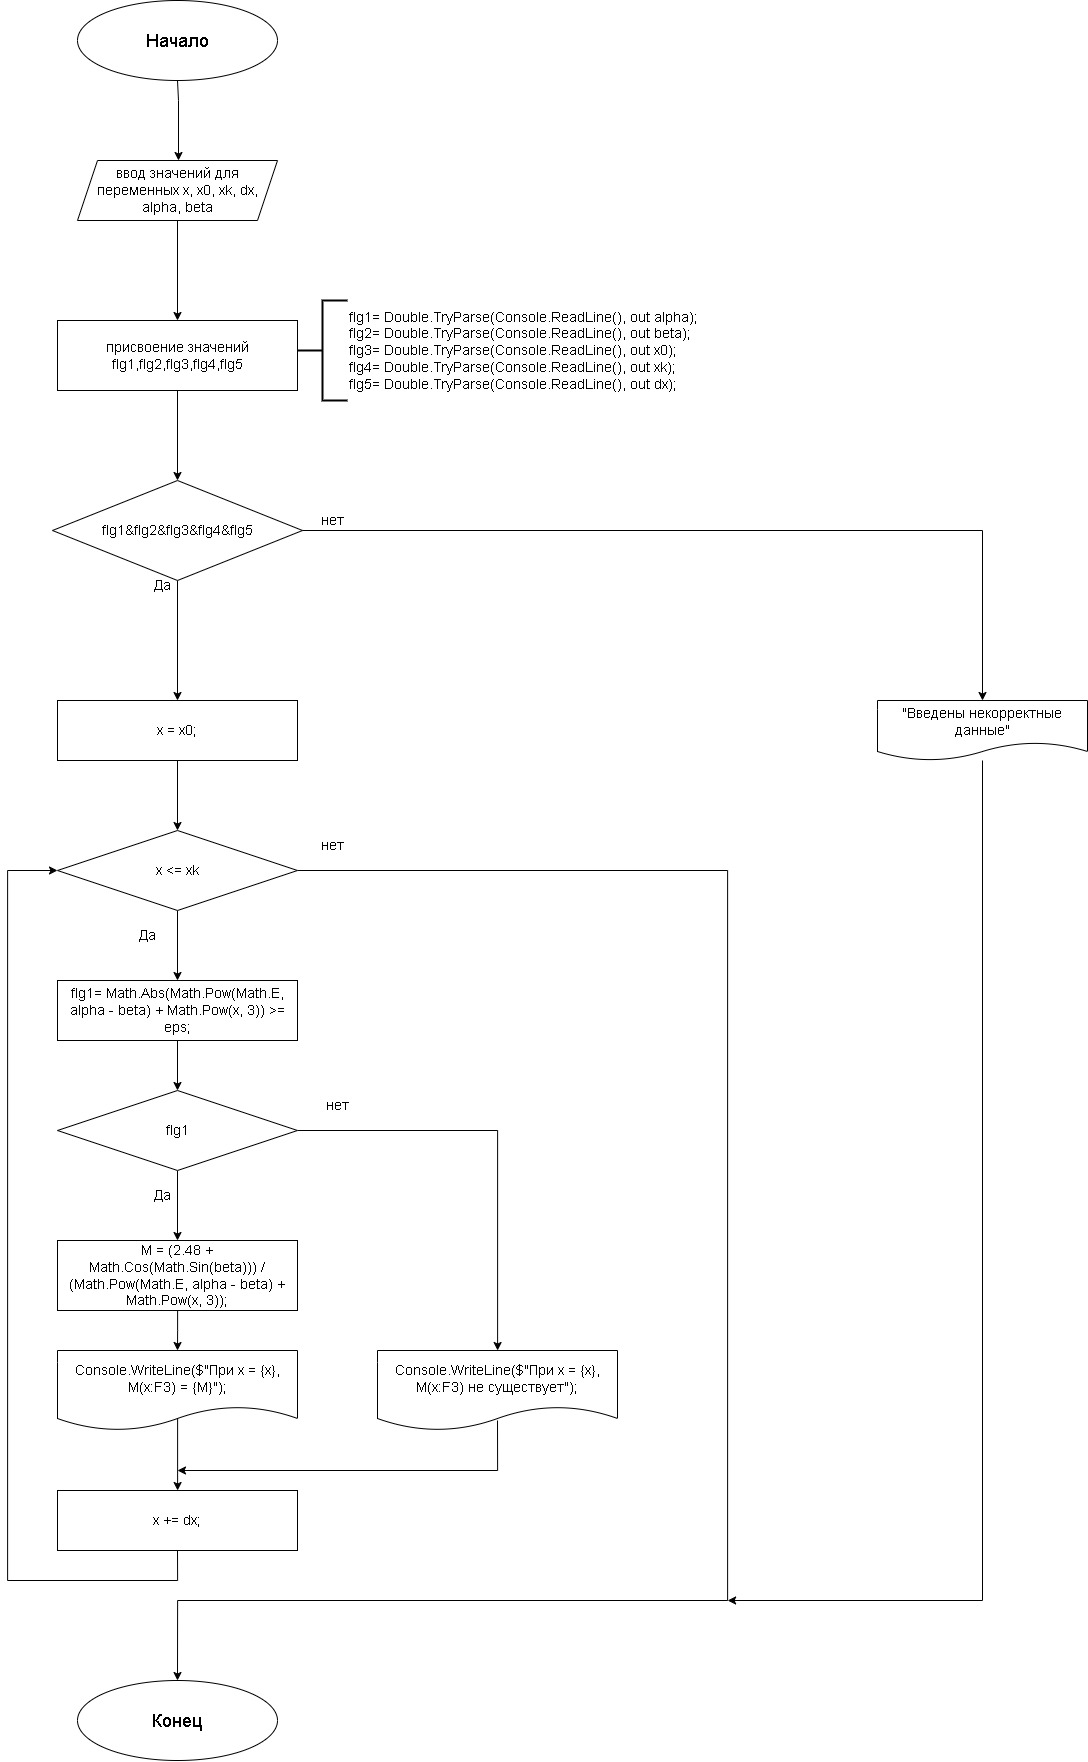 Начало
ввод значений для
переменных x, x0, xk, dx,
alpha, beta
присвоение значений
flg1,flg2,flg3,flg4,flg5
flg1= Double.TryParse(Console.ReadLine(), out alpha);
flg2= Double.TryParse(Console.ReadLine(), out beta);
flg3= Double.TryParse(Console.ReadLine(), out x0);
flg4= Double.TryParse(Console.ReadLine(), out xk);
flg5= Double.TryParse(Console.ReadLine(), out dx);
flg1&flg2&flg3&flg4&flg5
нет
Да
x = x0;
"Введены некорректные
данные"
x <= xk
нет
Да
flg1= Math.Abs(Math.Pow(Math.E,
alpha - beta) + Math.Pow(x, 3)) >=
eps;
flg1
нет
Да
M = (2.48 +
Math.Cos(Math.Sin(beta))) /
(Math.Pow(Math.E, alpha - beta) +
Math.Pow(x, 3));
Console.WriteLine($"При x = {x},
M(x:F3) = {M}");
Console.WriteLine($"При x = {x},
M(x:F3) не существует");
x += dx;
Конец